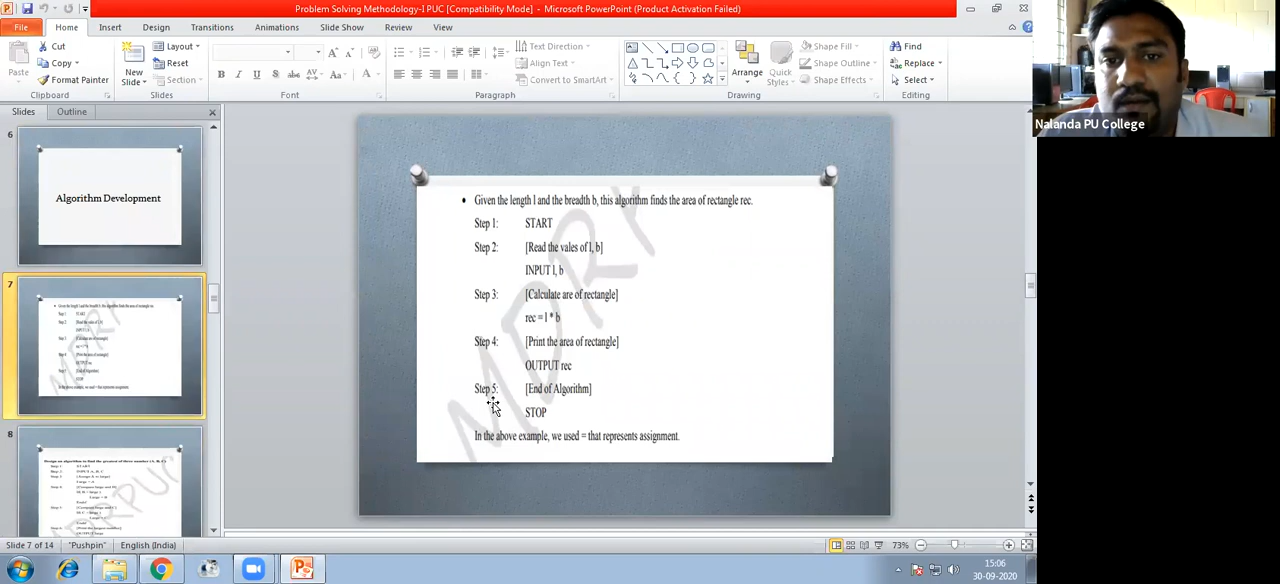 Problem Solving Methodology-I PUC [Compatibility Mode] - Microsoft PowerPoint (Product Activation Failed)
File Home Insert Design Transitions Animations Slide Show Review View
Cut Layout Text Direction Shape Fill Find
Paste Copy New Slide Reset Align Text Arrange Quick Styles Shape Outline Replace
Format Painter Section Convert to SmartArt Shape Effects Select
Clipboard Slides Font Paragraph Drawing Editing
Nalanda PU College
Slides Outline
6
Algorithm Development
7
8
MDRPUC
Given the length l and the breadth b, this algorithm finds the area of rectangle rec.
Step 1: START
Step 2: [Read the vales of l, b]
INPUT l, b
Step 3: [Calculate are of rectangle]
rec = l * b
Step 4: [Print the area of rectangle]
OUTPUT rec
Step 5: [End of Algorithm]
STOP
In the above example, we used = that represents assignment.
Slide 7 of 14 "Pushpin" English (India) 73%
15:06
30-09-2020